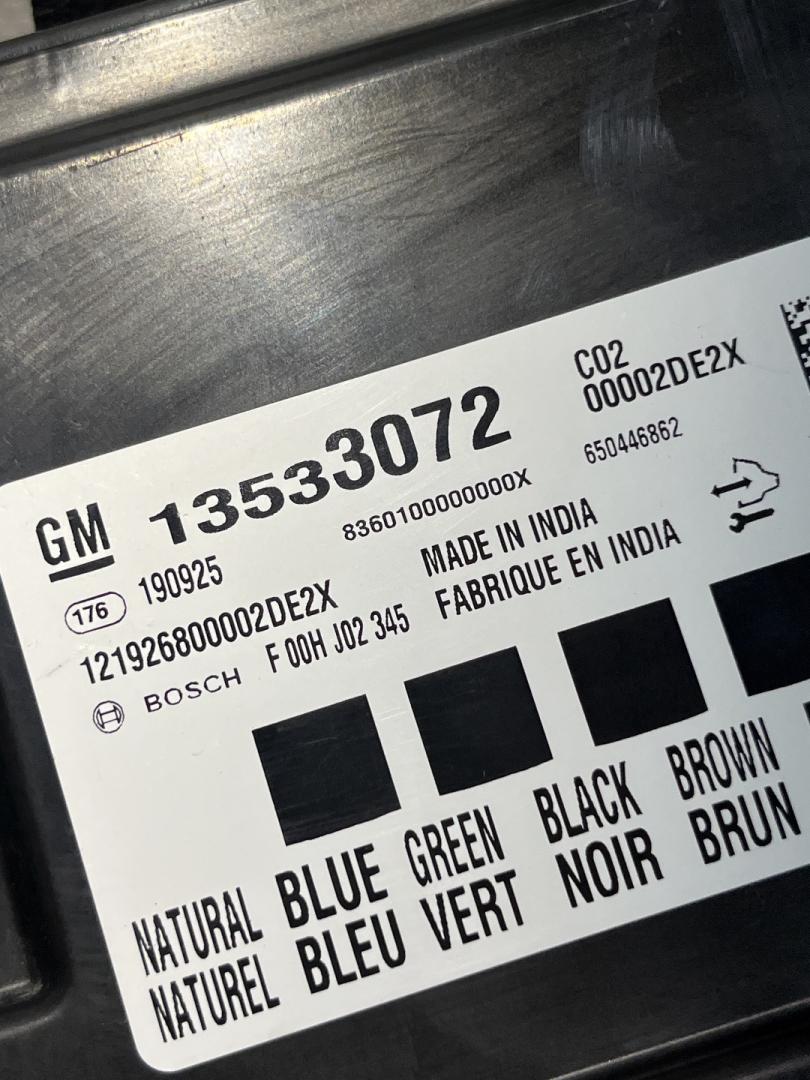 GM 13533072
C02
00002DE2X
8360100000000X
650446862
176 190925
MADE IN INDIA
FABRIQUE EN INDIA
121926800002DE2X
BOSCH F 00H J02 345
NATURAL BLUE GREEN BLACK BROWN
NATUREL BLEU VERT NOIR BRUN